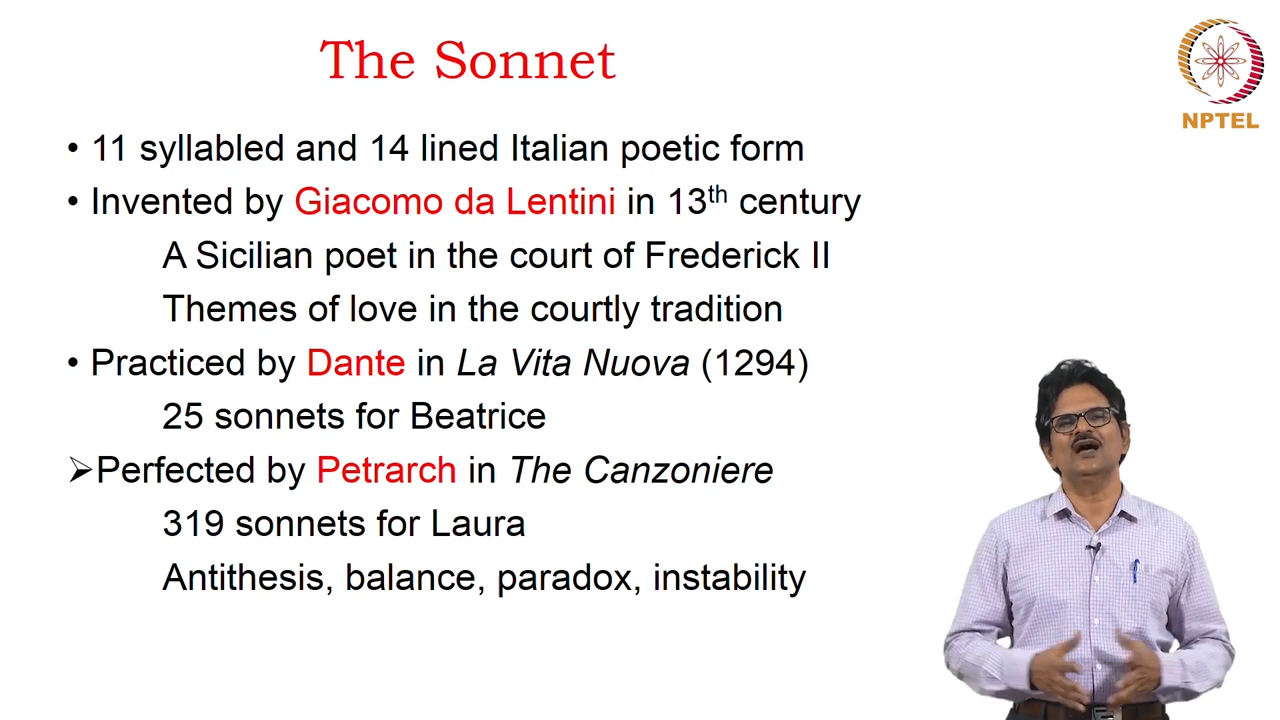 The Sonnet
NPTEL
• 11 syllabled and 14 lined Italian poetic form
• Invented by Giacomo da Lentini in 13th century
A Sicilian poet in the court of Frederick II
Themes of love in the courtly tradition
• Practiced by Dante in La Vita Nuova (1294)
25 sonnets for Beatrice
➢Perfected by Petrarch in The Canzoniere
319 sonnets for Laura
Antithesis, balance, paradox, instability